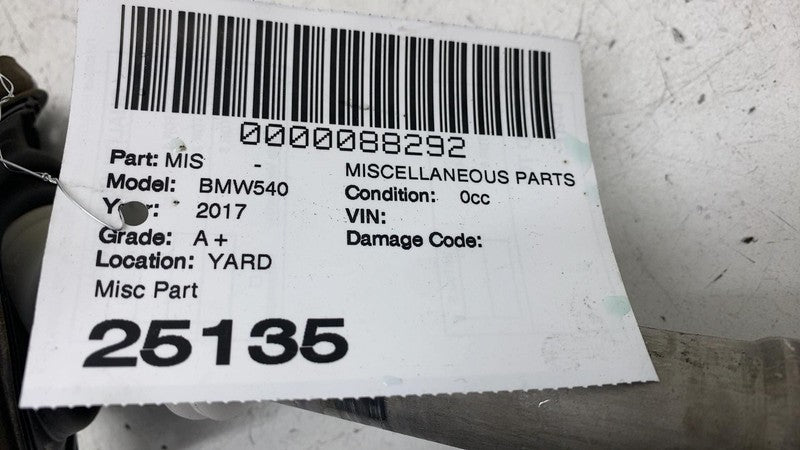 0000088292
Part: MIS - MISCELLANEOUS PARTS
Model: BMW540 Condition: 0cc
Year: 2017 VIN:
Grade: A+ Damage Code:
Location: YARD
Misc Part
25135